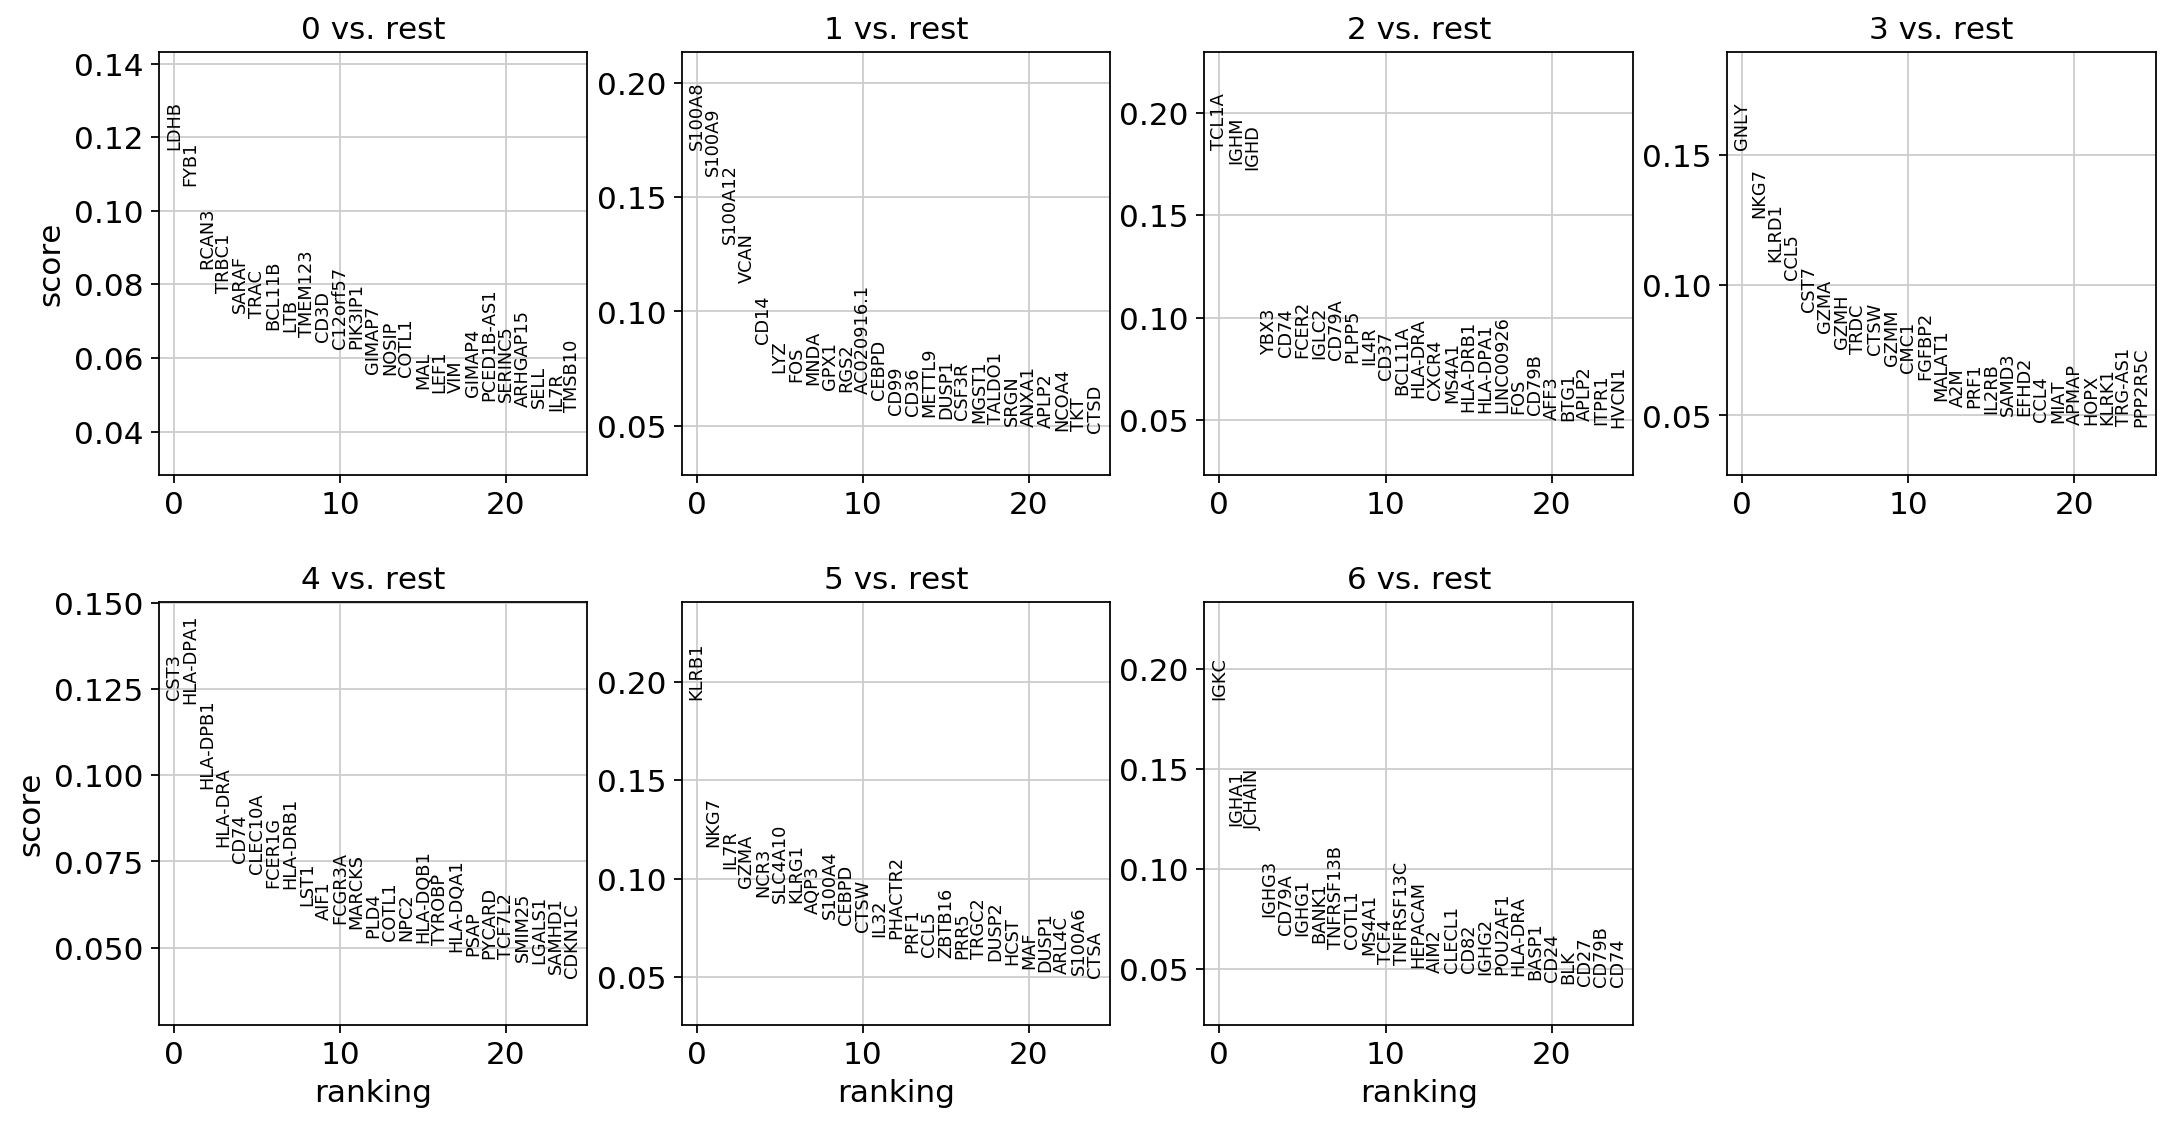 0 vs. rest
score
0.14
0.12
0.10
0.08
0.06
0.04
0
10
20
LDHB
FYB1
RCAN3
TRBC1
SARAF
TRAC
BCL11B
LTB
TMEM123
CD3D
C12orf57
PIK3IP1
GIMAP7
NOSIP
COTL1
MAL
LEF1
VIM
GIMAP4
PCED1B-AS1
SERINC5
ARHGAP15
SELL
IL7R
TMSB10
1 vs. rest
0.20
0.15
0.10
0.05
0
10
20
S100A8
S100A9
S100A12
VCAN
CD14
LYZ
FOS
MNDA
GPX1
RGS2
AC020916.1
CEBPD
CD99
CD36
METTL9
DUSP1
CSF3R
MGST1
TALDO1
SRGN
ANXA1
APLP2
NCOA4
TKT
CTSD
2 vs. rest
0.20
0.15
0.10
0.05
0
10
20
TCL1A
IGHM
IGHD
YBX3
CD74
FCER2
IGLC2
CD79A
PLPP5
IL4R
CD37
BCL11A
HLA-DRA
CXCR4
MS4A1
HLA-DRB1
HLA-DPA1
LINC00926
FOS
CD79B
AFF3
BTG1
APLP2
ITPR1
HVCN1
3 vs. rest
0.15
0.10
0.05
0
10
20
GNLY
NKG7
KLRD1
CCL5
CST7
GZMA
GZMH
TRDC
CTSW
GZMM
CMC1
FGFBP2
MALAT1
A2M
PRF1
IL2RB
SAMD3
EFHD2
CCL4
MIAT
APMAP
HOPX
KLRK1
TRG-AS1
PPP2R5C
4 vs. rest
score
0.150
0.125
0.100
0.075
0.050
0
10
20
ranking
CST3
HLA-DPA1
HLA-DPB1
HLA-DRA
CD74
CLEC10A
FCER1G
HLA-DRB1
LST1
AIF1
FCGR3A
MARCKS
PLD4
COTL1
NPC2
HLA-DQB1
TYROBP
HLA-DQA1
PSAP
PYCARD
TCF7L2
SMIM25
LGALS1
SAMHD1
CDKN1C
5 vs. rest
0.20
0.15
0.10
0.05
0
10
20
ranking
KLRB1
NKG7
IL7R
GZMA
NCR3
SLC4A10
KLRG1
AQP3
S100A4
CEBPD
CTSW
IL32
PHACTR2
PRF1
CCL5
ZBTB16
PRR5
TRGC2
DUSP2
HCST
MAF
DUSP1
ARL4C
S100A6
CTSA
6 vs. rest
0.20
0.15
0.10
0.05
0
10
20
ranking
IGKC
IGHA1
JCHAIN
IGHG3
CD79A
IGHG1
BANK1
TNFRSF13B
COTL1
MS4A1
TCF4
TNFRSF13C
HEPACAM
AIM2
CLECL1
CD82
IGHG2
POU2AF1
HLA-DRA
BASP1
CD24
BLK
CD27
CD79B
CD74